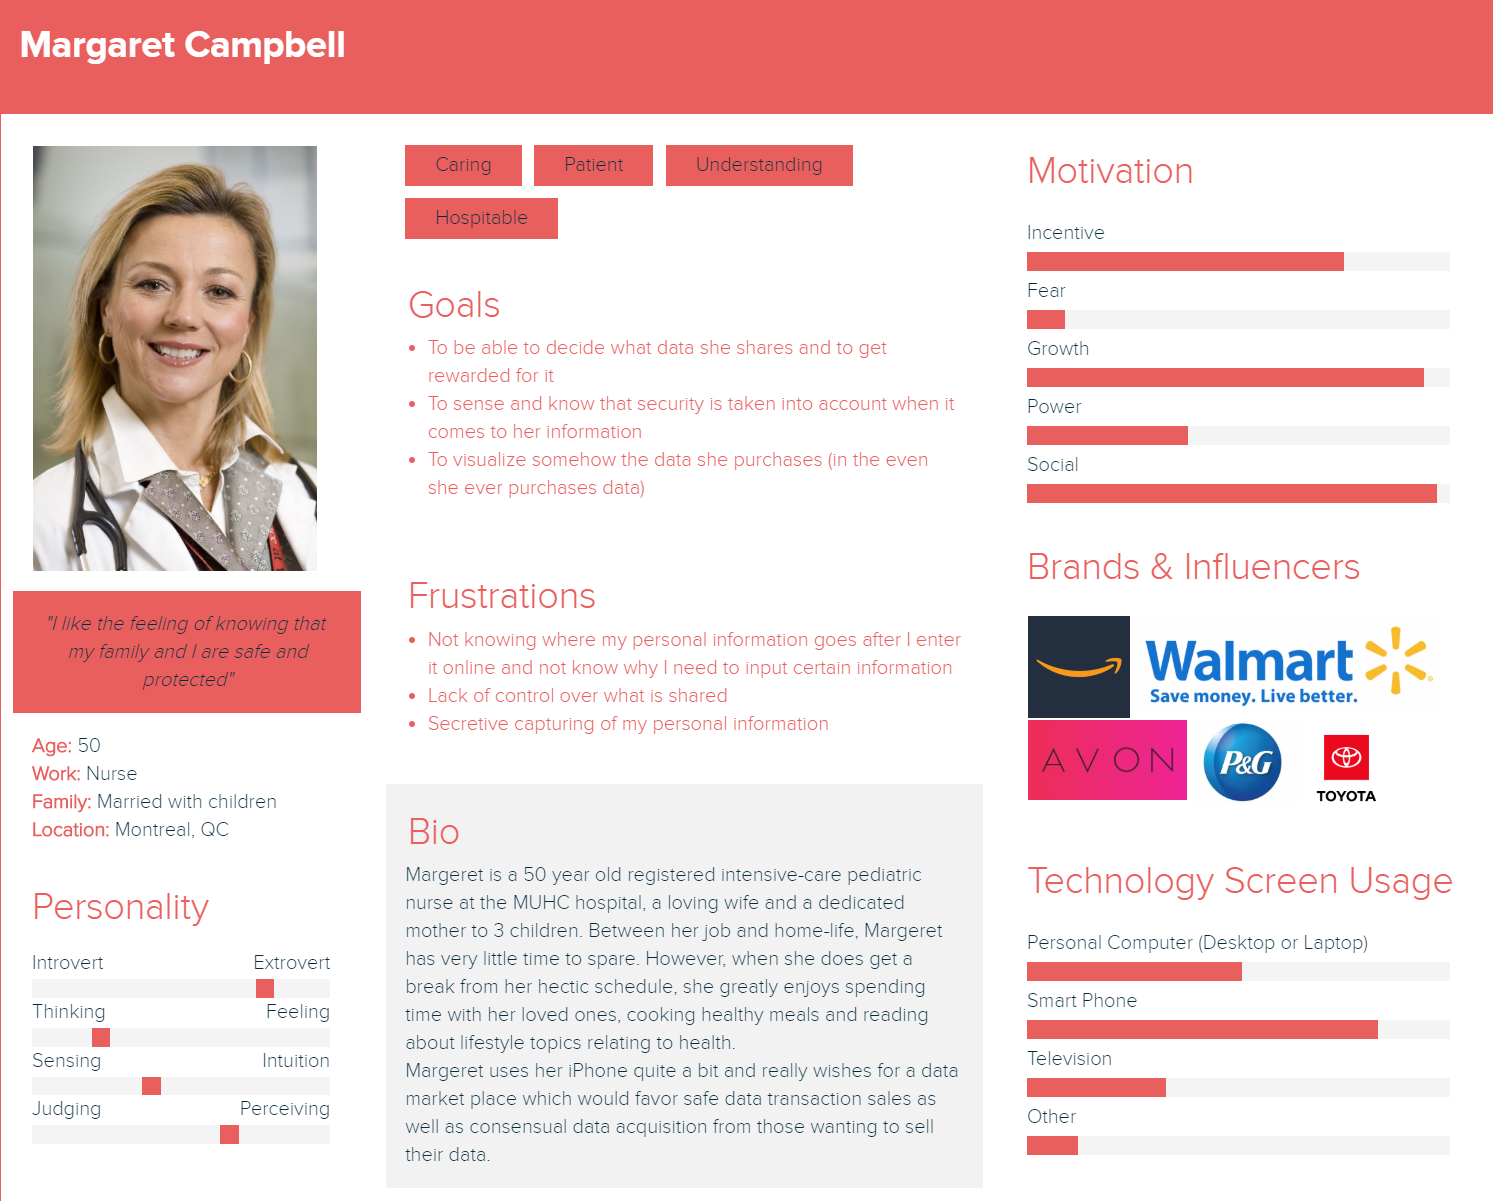 Margaret Campbell
Caring
Patient
Understanding
Hospitable
"I like the feeling of knowing that
my family and I are safe and
protected"
Age: 50
Work: Nurse
Family: Married with children
Location: Montreal, QC
Personality
Introvert Extrovert
Thinking Feeling
Sensing Intuition
Judging Perceiving
Goals
• To be able to decide what data she shares and to get
rewarded for it
• To sense and know that security is taken into account when it
comes to her information
• To visualize somehow the data she purchases (in the even
she ever purchases data)
Frustrations
• Not knowing where my personal information goes after I enter
it online and not know why I need to input certain information
• Lack of control over what is shared
• Secretive capturing of my personal information
Bio
Margeret is a 50 year old registered intensive-care pediatric
nurse at the MUHC hospital, a loving wife and a dedicated
mother to 3 children. Between her job and home-life, Margeret
has very little time to spare. However, when she does get a
break from her hectic schedule, she greatly enjoys spending
time with her loved ones, cooking healthy meals and reading
about lifestyle topics relating to health.
Margeret uses her iPhone quite a bit and really wishes for a data
market place which would favor safe data transaction sales as
well as consensual data acquisition from those wanting to sell
their data.
Motivation
Incentive
Fear
Growth
Power
Social
Brands & Influencers
Walmart
Save money. Live better.
AVON
P&G
TOYOTA
Technology Screen Usage
Personal Computer (Desktop or Laptop)
Smart Phone
Television
Other